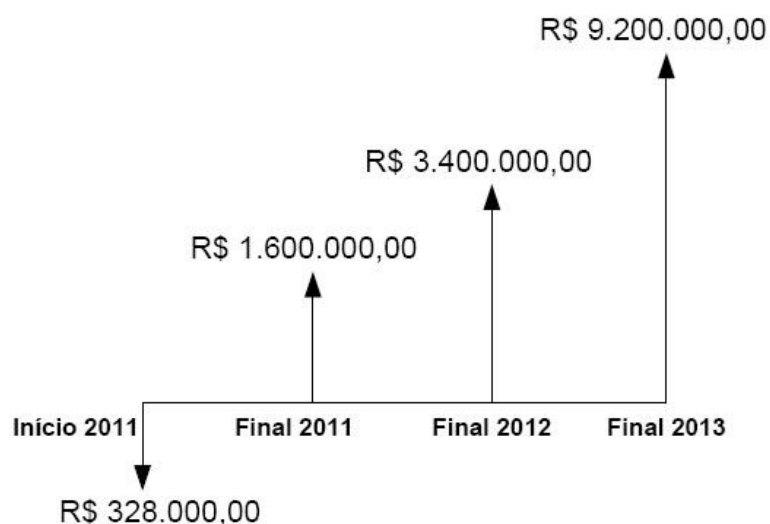 R$ 9.200.000,00
R$ 3.400.000,00
R$ 1.600.000,00
Início 2011 Final 2011 Final 2012 Final 2013
R$ 328.000,00